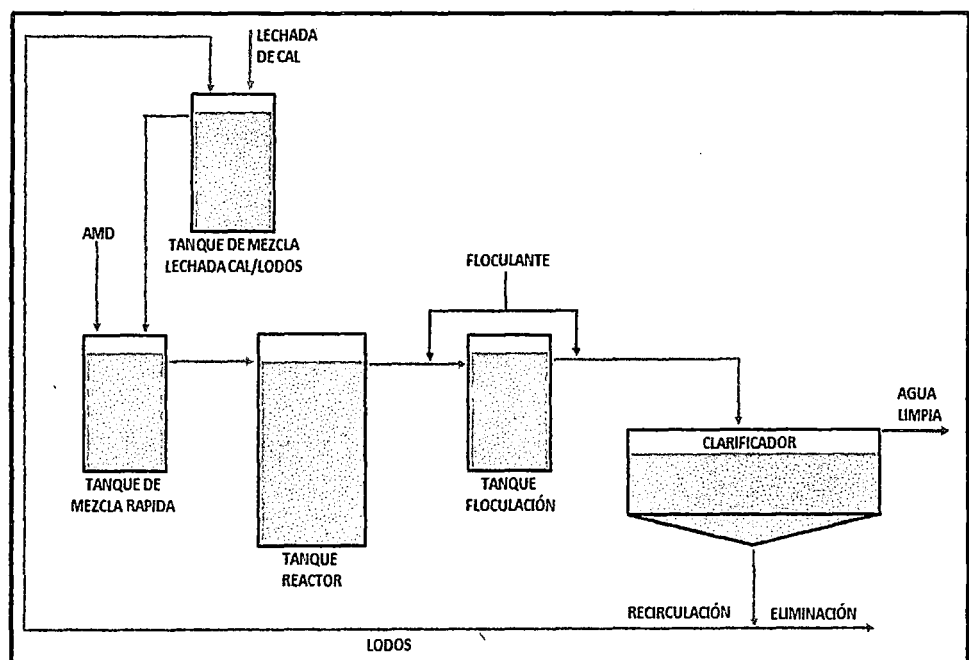 LECHADA
DE CAL
TANQUE DE MEZCLA
LECHADA CAL/LODOS
AMD
FLOCULANTE
TANQUE DE
MEZCLA RAPIDA
TANQUE
REACTOR
TANQUE
FLOCULACIÓN
AGUA
LIMPIA
CLARIFICADOR
RECIRCULACIÓN
ELIMINACIÓN
LODOS